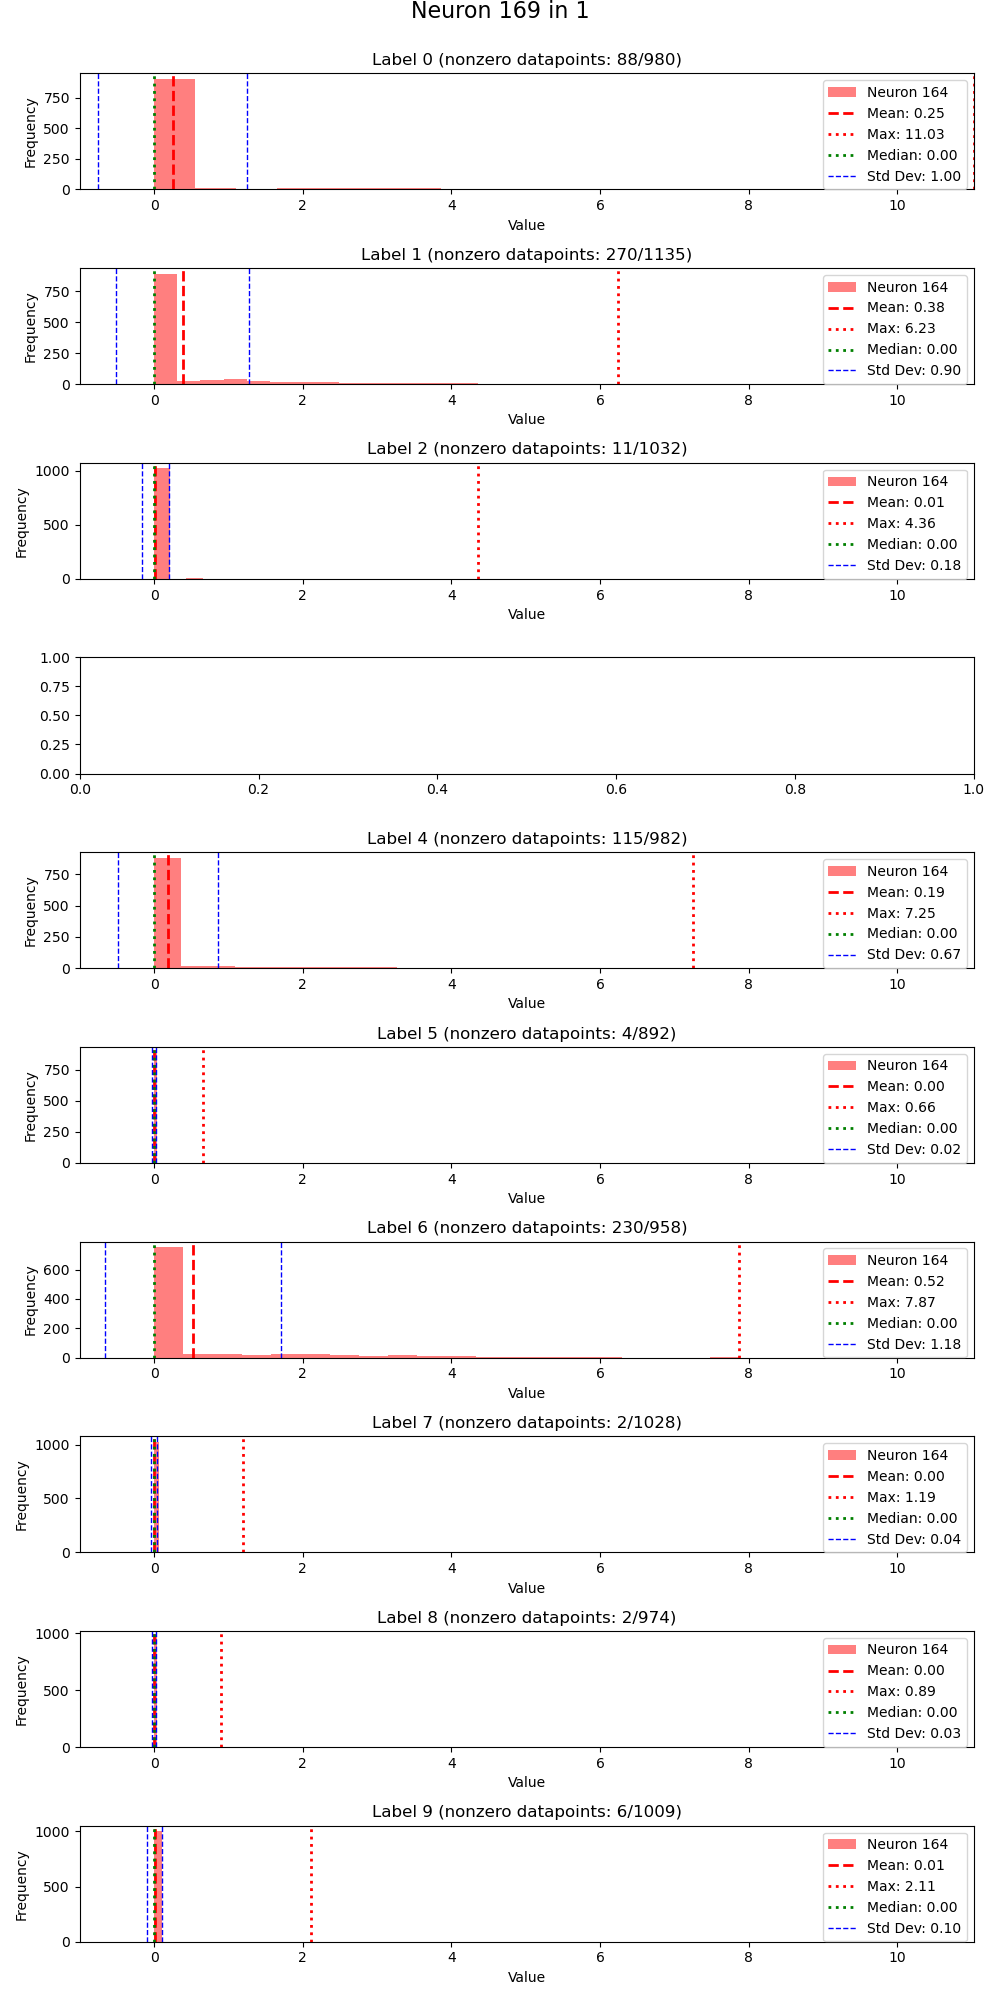 Neuron 169 in 1
Label 0 (nonzero datapoints: 88/980)
Frequency
750
500
250
0
Neuron 164
Mean: 0.25
Max: 11.03
Median: 0.00
Std Dev: 1.00
0 2 4 6 8 10
Value
Label 1 (nonzero datapoints: 270/1135)
Frequency
750
500
250
0
Neuron 164
Mean: 0.38
Max: 6.23
Median: 0.00
Std Dev: 0.90
0 2 4 6 8 10
Value
Label 2 (nonzero datapoints: 11/1032)
Frequency
1000
500
0
Neuron 164
Mean: 0.01
Max: 4.36
Median: 0.00
Std Dev: 0.18
0 2 4 6 8 10
Value
1.00
0.75
0.50
0.25
0.00
0.0 0.2 0.4 0.6 0.8 1.0
Label 4 (nonzero datapoints: 115/982)
Frequency
750
500
250
0
Neuron 164
Mean: 0.19
Max: 7.25
Median: 0.00
Std Dev: 0.67
0 2 4 6 8 10
Value
Label 5 (nonzero datapoints: 4/892)
Frequency
750
500
250
0
Neuron 164
Mean: 0.00
Max: 0.66
Median: 0.00
Std Dev: 0.02
0 2 4 6 8 10
Value
Label 6 (nonzero datapoints: 230/958)
Frequency
600
400
200
0
Neuron 164
Mean: 0.52
Max: 7.87
Median: 0.00
Std Dev: 1.18
0 2 4 6 8 10
Value
Label 7 (nonzero datapoints: 2/1028)
Frequency
1000
500
0
Neuron 164
Mean: 0.00
Max: 1.19
Median: 0.00
Std Dev: 0.04
0 2 4 6 8 10
Value
Label 8 (nonzero datapoints: 2/974)
Frequency
1000
500
0
Neuron 164
Mean: 0.00
Max: 0.89
Median: 0.00
Std Dev: 0.03
0 2 4 6 8 10
Value
Label 9 (nonzero datapoints: 6/1009)
Frequency
1000
500
0
Neuron 164
Mean: 0.01
Max: 2.11
Median: 0.00
Std Dev: 0.10
0 2 4 6 8 10
Value